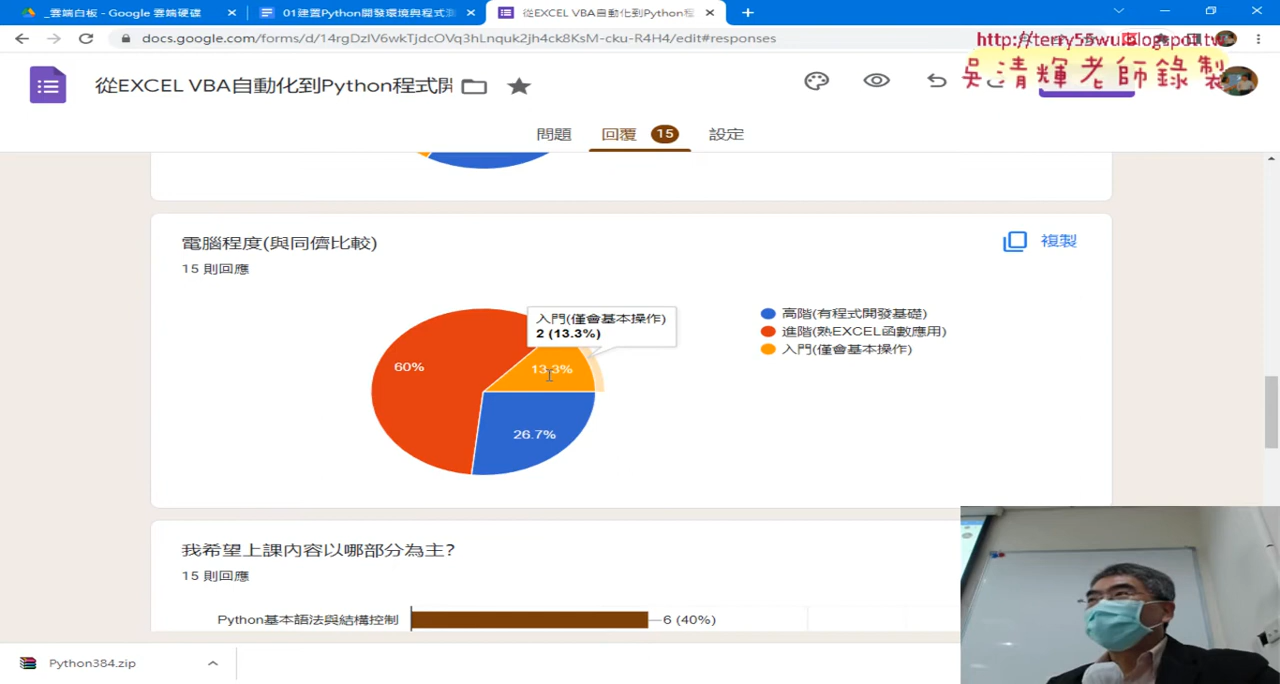 _雲端白板 - Google 雲端硬碟
01建置Python開發環境與程式
從EXCEL VBA自動化到Python程
docs.google.com/forms/d/14rgDzIV6wkTjdcOVq3hLnquk2jh4ck8KsM-cku-R4H4/edit#responses
http://terry55wu.blogspot.tw
吳清輝老師錄製
從EXCEL VBA自動化到Python程式開
問題
回覆 15
設定
電腦程度(與同儕比較)
複製
15 則回應
入門(僅會基本操作)
2 (13.3%)
高階(有程式開發基礎)
進階(熟EXCEL函數應用)
入門(僅會基本操作)
60%
13.3%
26.7%
我希望上課內容以哪部分為主?
15 則回應
Python基本語法與結構控制
6 (40%)
Python384.zip